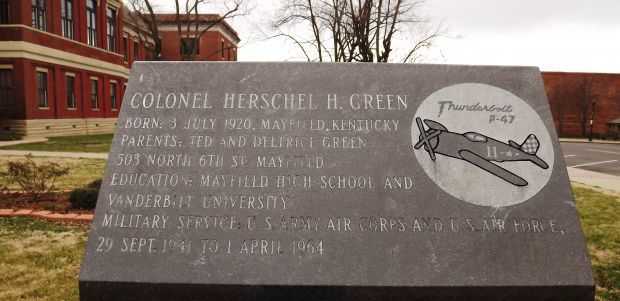 COLONEL HERSCHEL H. GREEN
BORN: 3 JULY 1920, MAYFIELD, KENTUCKY
PARENTS: TED AND DELTRICE GREEN
503 NORTH 6TH ST. MAYFIELD
EDUCATION: MAYFIELD HIGH SCHOOL AND
VANDERBILT UNIVERSITY
MILITARY SERVICE: U.S. ARMY AIR CORPS AND U.S. AIR FORCE,
29 SEPT. 1941 TO 1 APRIL 1964
Thunderbolt
P-47
11